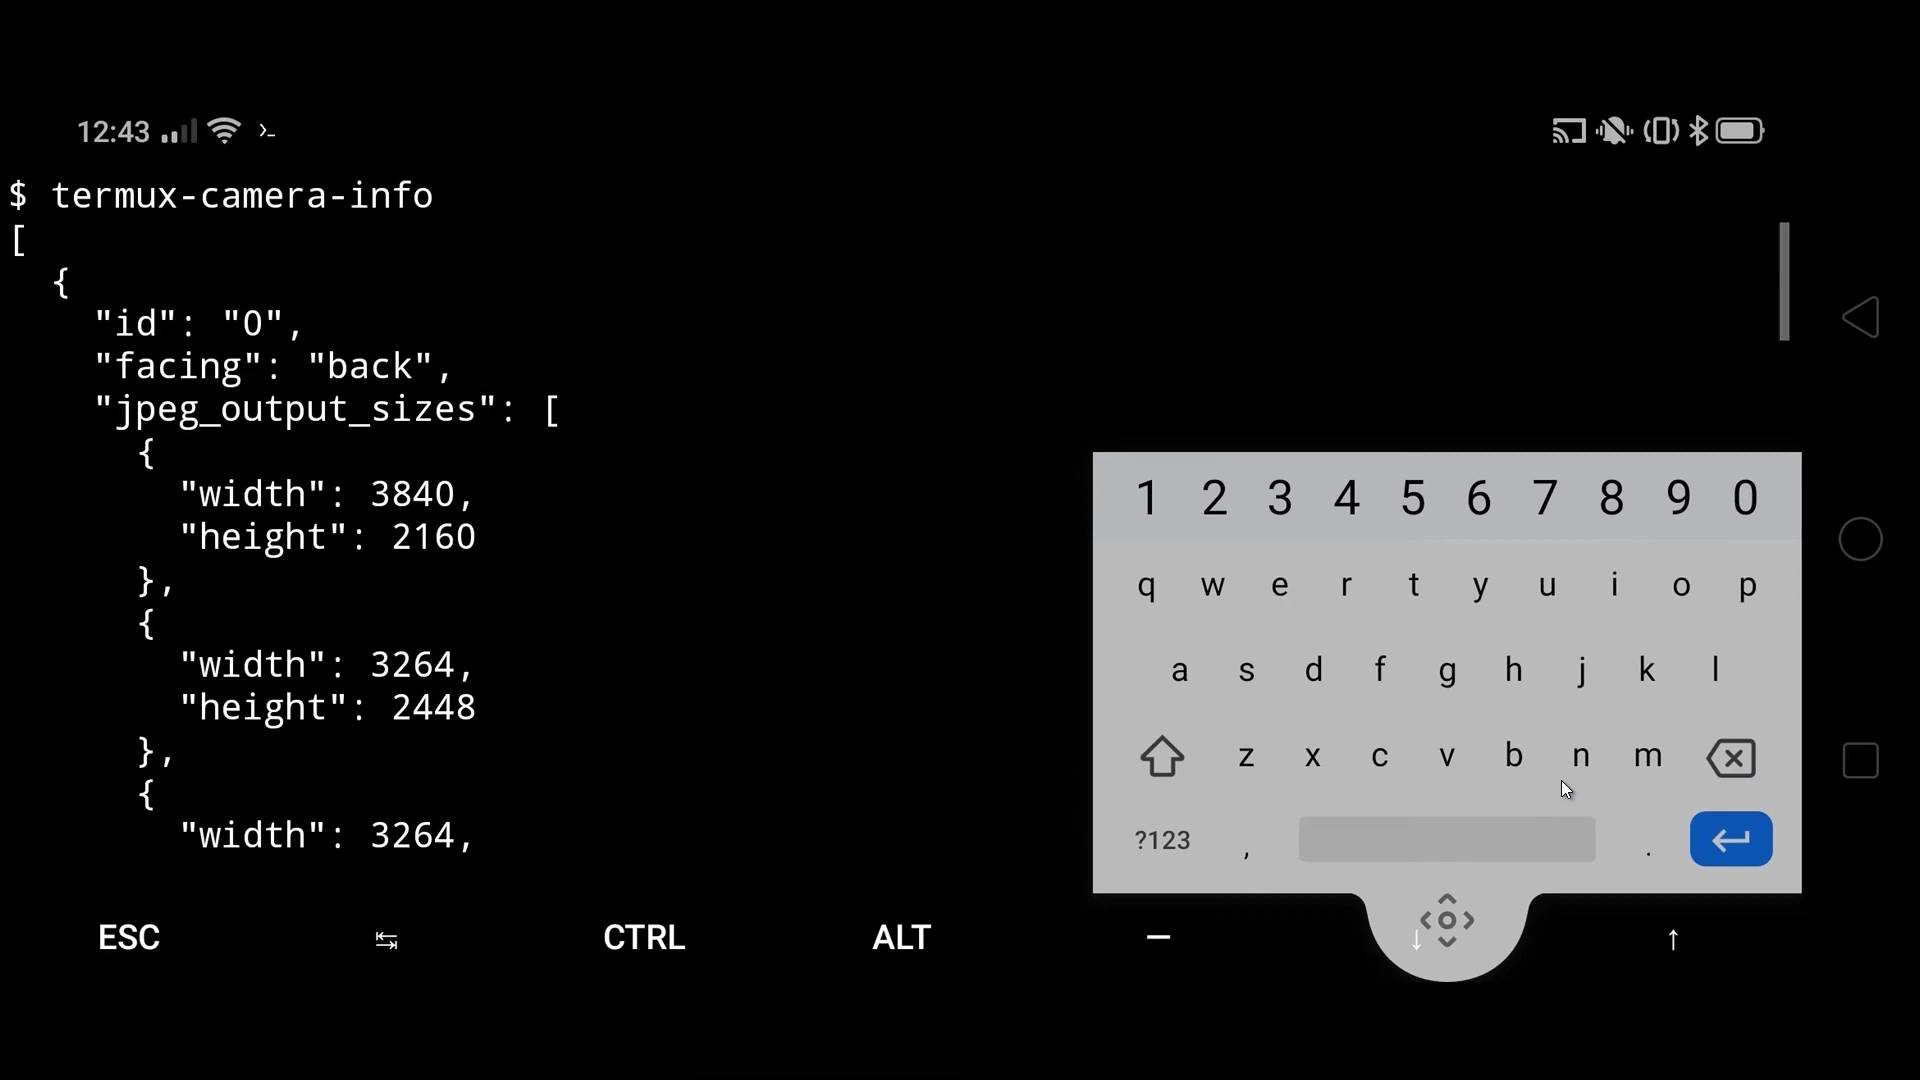 12:43
$ termux-camera-info
[
  {
    "id": "0",
    "facing": "back",
    "jpeg_output_sizes": [
      {
        "width": 3840,
        "height": 2160
      },
      {
        "width": 3264,
        "height": 2448
      },
      {
        "width": 3264,
1 2 3 4 5 6 7 8 9 0
q w e r t y u i o p
a s d f g h j k l
z x c v b n m
?123 , .
ESC ↹ CTRL ALT — ↓ ↑